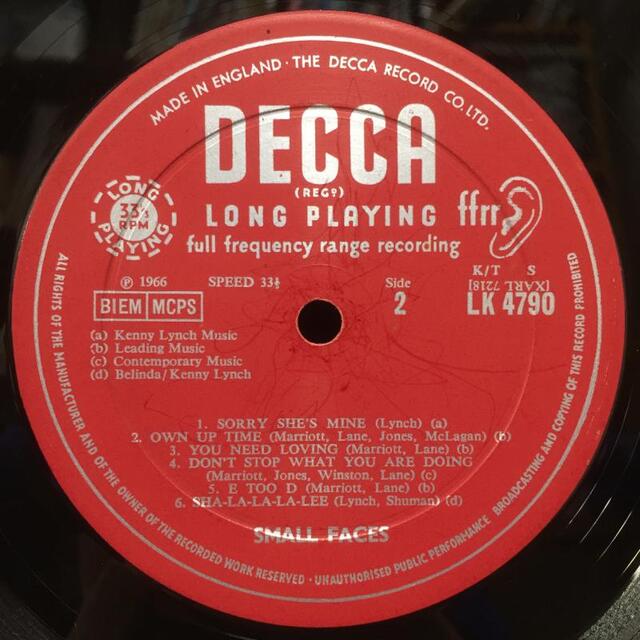 MADE IN ENGLAND · THE DECCA RECORD CO. LTD.
DECCA
(REGᴰ)
LONG PLAYING
33⅓
RPM
LONG PLAYING
ffrr
full frequency range recording
K/T S
℗ 1966 SPEED 33⅓ Side [XARL 7218]
BIEM MCPS 2 LK 4790
(a) Kenny Lynch Music
(b) Leading Music
(c) Contemporary Music
(d) Belinda/Kenny Lynch
1. SORRY SHE'S MINE (Lynch) (a)
2. OWN UP TIME (Marriott, Lane, Jones, McLagan) (b)
3. YOU NEED LOVING (Marriott, Lane) (b)
4. DON'T STOP WHAT YOU ARE DOING
(Marriott, Jones, Winston, Lane) (c)
5. E TOO D (Marriott, Lane) (b)
6. SHA-LA-LA-LA-LEE (Lynch, Shuman) (d)
SMALL FACES
ALL RIGHTS OF THE MANUFACTURER AND OF THE OWNER OF THE RECORDED WORK RESERVED · UNAUTHORISED PUBLIC PERFORMANCE BROADCASTING AND COPYING OF THIS RECORD PROHIBITED